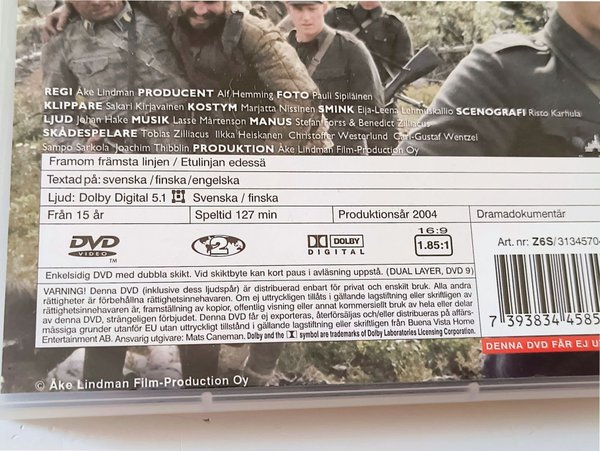 REGI Åke Lindman PRODUCENT Alf Hemming FOTO Pauli Sipiläinen
KLIPPARE Sakari Kirjavainen KOSTYM Marjatta Nissinen SMINK Eija-Leena Lehmuskallio SCENOGRAFI Risto Karhula
LJUD Johan Hake MUSIK Lasse Mårtenson MANUS Stefan Forss & Benedict Zilliacus
SKÅDESPELARE Tobias Zilliacus Ilkka Heiskanen Christoffer Westerlund Carl-Gustaf Wentzel
Sampo Sarkola Joachim Thibblin PRODUKTION Åke Lindman Film-Production Oy
Framom främsta linjen / Etulinjan edessä
Textad på: svenska / finska / engelska
Ljud: Dolby Digital 5.1 Svenska / finska
Från 15 år Speltid 127 min Produktionsår 2004 Dramadokumentär
DVD VIDEO TM 2 DOLBY DIGITAL 16:9 1.85:1
Art. nr: Z6S/3134570
Enkelsidig DVD med dubbla skikt. Vid skiktbyte kan kort paus i avläsning uppstå. (DUAL LAYER, DVD 9)
VARNING! Denna DVD (inklusive dess ljudspår) är distribuerad enbart för privat och enskilt bruk. Alla andra
rättigheter är förbehållna rättighetsinnehavaren. Om ej uttryckligen tillåts i gällande lagstiftning eller skriftligen av
rättighetsinnehavaren, är framställning av kopior, offentlig visning eller annat kommersiellt bruk av hela eller delar
av denna DVD, strängeligen förbjudet. Denna DVD får ej exporteras, återförsäljas och/eller distribueras på affärs-
mässiga grunder utanför EU utan uttryckligt tillstånd i gällande lagstiftning eller skriftligen från Buena Vista Home
Entertainment AB. Ansvarig utgivare: Mats Caneman. Dolby and the symbol are trademarks of Dolby Laboratories Licensing Corporation.
7 393834 4585
DENNA DVD FÅR EJ U
© Åke Lindman Film-Production Oy